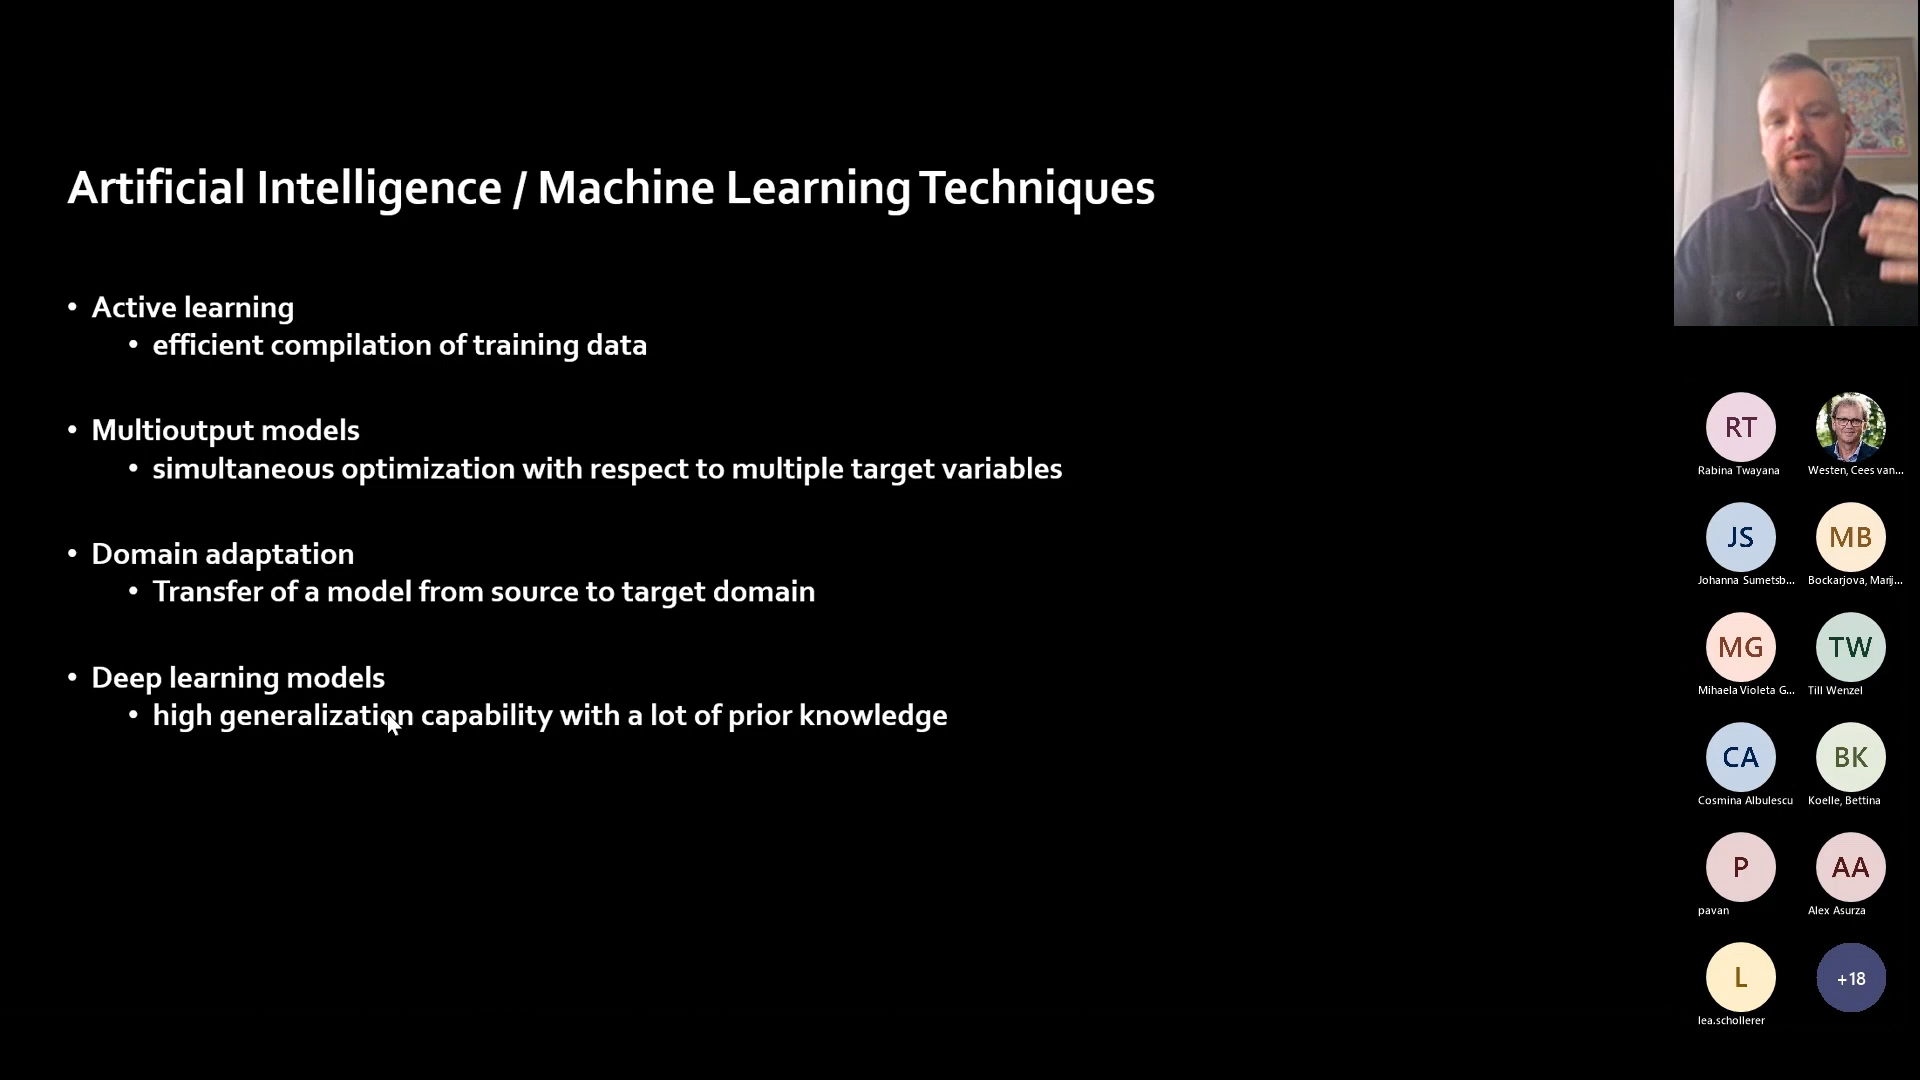 Artificial Intelligence / Machine Learning Techniques
• Active learning
• efficient compilation of training data
• Multioutput models
• simultaneous optimization with respect to multiple target variables
• Domain adaptation
• Transfer of a model from source to target domain
• Deep learning models
• high generalization capability with a lot of prior knowledge
RT
Rabina Twayana
Westen, Cees van...
JS
Johanna Sumetsb...
MB
Bockarjova, Marij...
MG
Mihaela Violeta G...
TW
Till Wenzel
CA
Cosmina Albulescu
BK
Koelle, Bettina
P
pavan
AA
Alex Asurza
L
lea.schollerer
+18